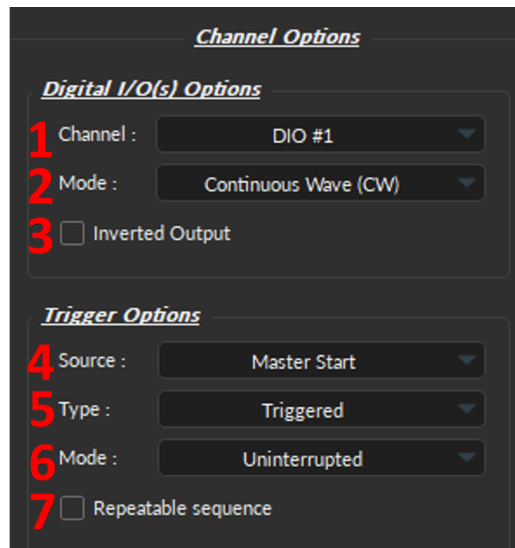 Channel Options
Digital I/O(s) Options
1 Channel : DIO #1
2 Mode : Continuous Wave (CW)
3 Inverted Output
Trigger Options
4 Source : Master Start
5 Type : Triggered
6 Mode : Uninterrupted
7 Repeatable sequence